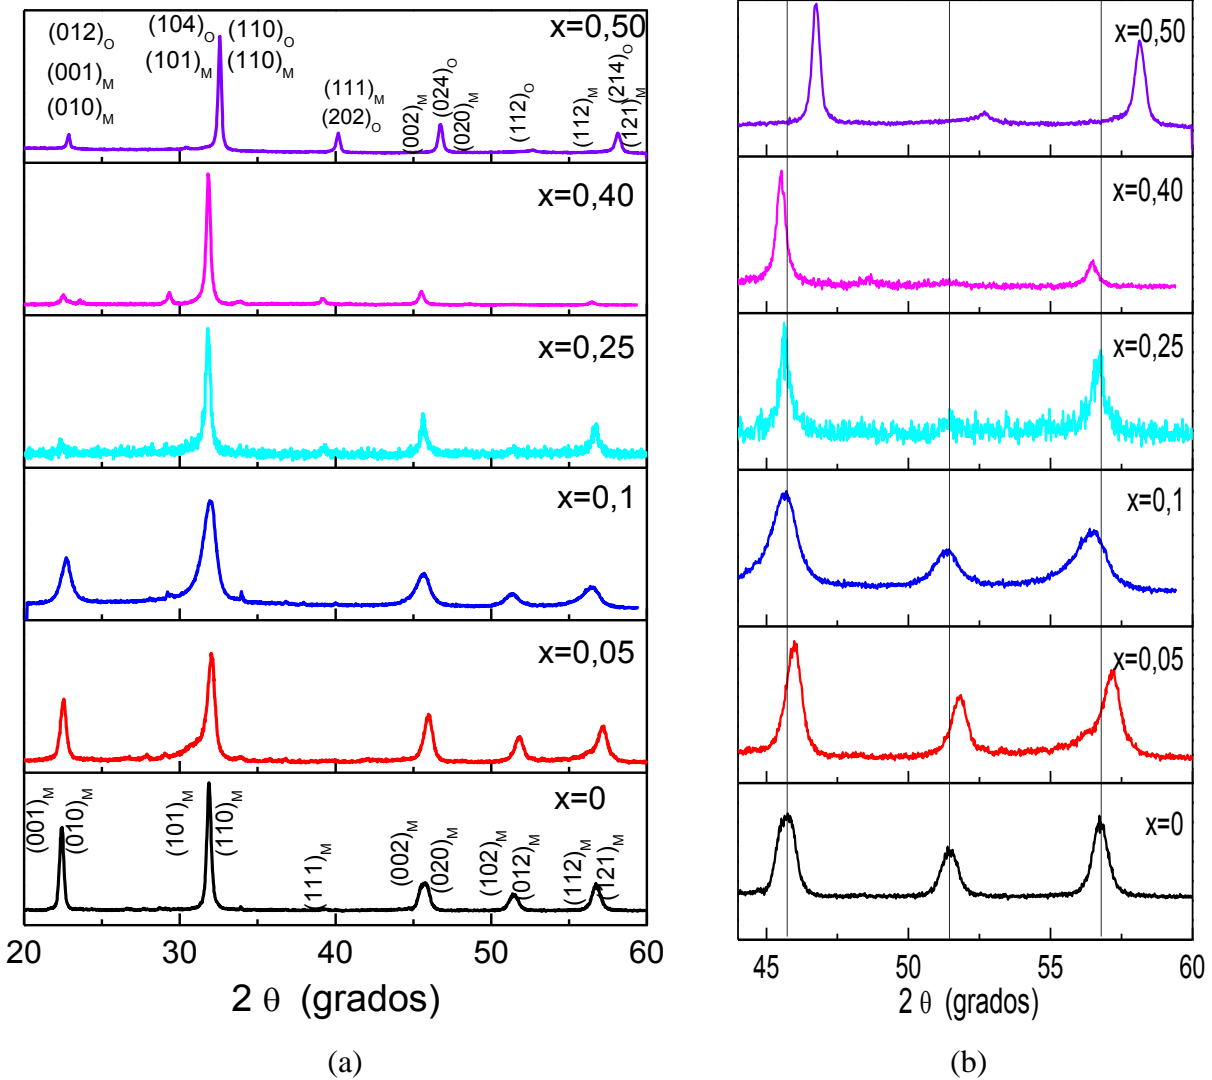 x=0,50
(012)O
(001)M
(010)M
(104)O
(110)O
(101)M
(110)M
(111)M
(202)O
(002)M
(024)O
(020)M
(112)O
(112)M
(214)O
(121)M
x=0,40
x=0,25
x=0,1
x=0,05
x=0
(001)M
(010)M
(101)M
(110)M
(111)M
(002)M
(020)M
(102)M
(012)M
(112)M
(121)M
20 30 40 50 60
2 θ (grados)
(a)
x=0,50
x=0,40
x=0,25
x=0,1
x=0,05
x=0
45 50 55 60
2 θ (grados)
(b)